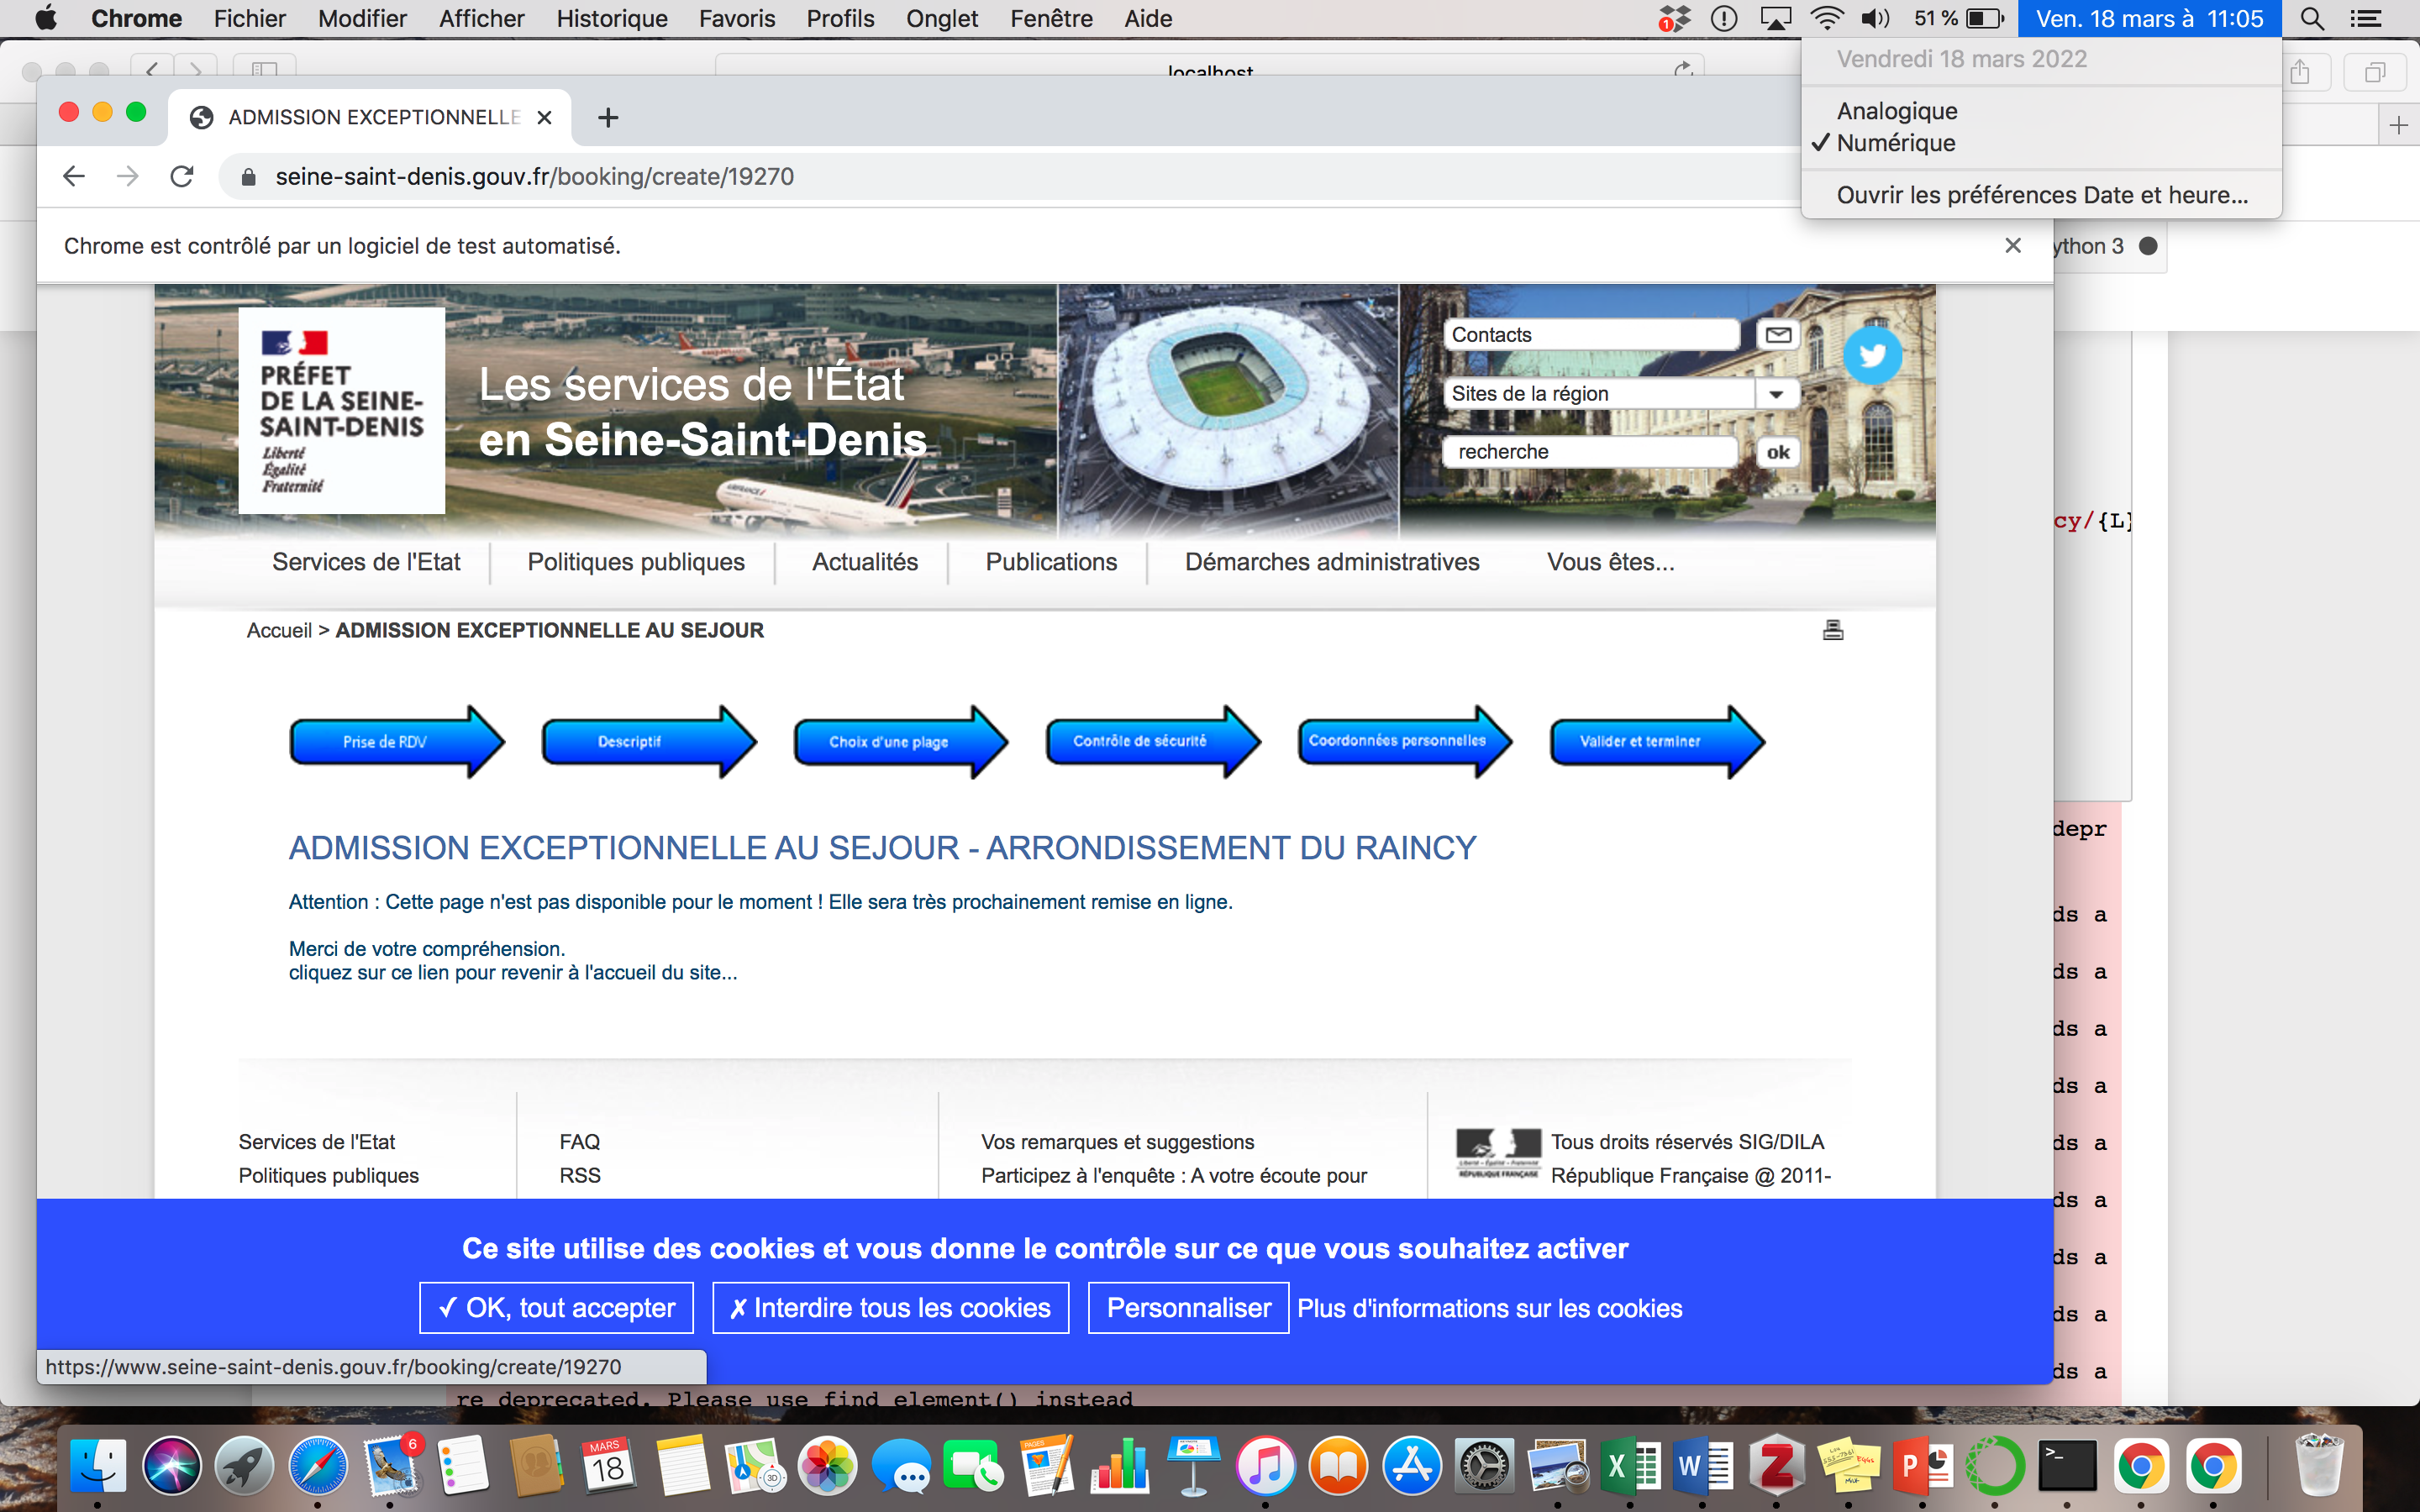 Chrome Fichier Modifier Afficher Historique Favoris Profils Onglet Fenêtre Aide
1 51 % Ven. 18 mars à 11:05
Vendredi 18 mars 2022
Analogique
✓ Numérique
Ouvrir les préférences Date et heure...
localhost
ADMISSION EXCEPTIONNELLE
seine-saint-denis.gouv.fr/booking/create/19270
Chrome est contrôlé par un logiciel de test automatisé.
ython 3
PRÉFET
DE LA SEINE-
SAINT-DENIS
Liberté
Égalité
Fraternité
Les services de l'État
en Seine-Saint-Denis
AIRFRANCE
Contacts
Sites de la région
recherche ok
cy/{L}
Services de l'Etat Politiques publiques Actualités Publications Démarches administratives Vous êtes...
Accueil > ADMISSION EXCEPTIONNELLE AU SEJOUR
Prise de RDV Descriptif Choix d'une plage Contrôle de sécurité Coordonnées personnelles Valider et terminer
ADMISSION EXCEPTIONNELLE AU SEJOUR - ARRONDISSEMENT DU RAINCY
Attention : Cette page n'est pas disponible pour le moment ! Elle sera très prochainement remise en ligne.
Merci de votre compréhension.
cliquez sur ce lien pour revenir à l'accueil du site...
depr
ds a
ds a
ds a
ds a
ds a
ds a
ds a
ds a
ds a
Services de l'Etat
Politiques publiques
FAQ
RSS
Vos remarques et suggestions
Participez à l'enquête : A votre écoute pour
Liberté • Égalité • Fraternité
RÉPUBLIQUE FRANÇAISE
Tous droits réservés SIG/DILA
République Française @ 2011-
Ce site utilise des cookies et vous donne le contrôle sur ce que vous souhaitez activer
✓ OK, tout accepter ✗ Interdire tous les cookies Personnaliser Plus d'informations sur les cookies
https://www.seine-saint-denis.gouv.fr/booking/create/19270
re deprecated. Please use find_element() instead
6
MARS
18
PAGES
3D
X
W
Z
P
>_